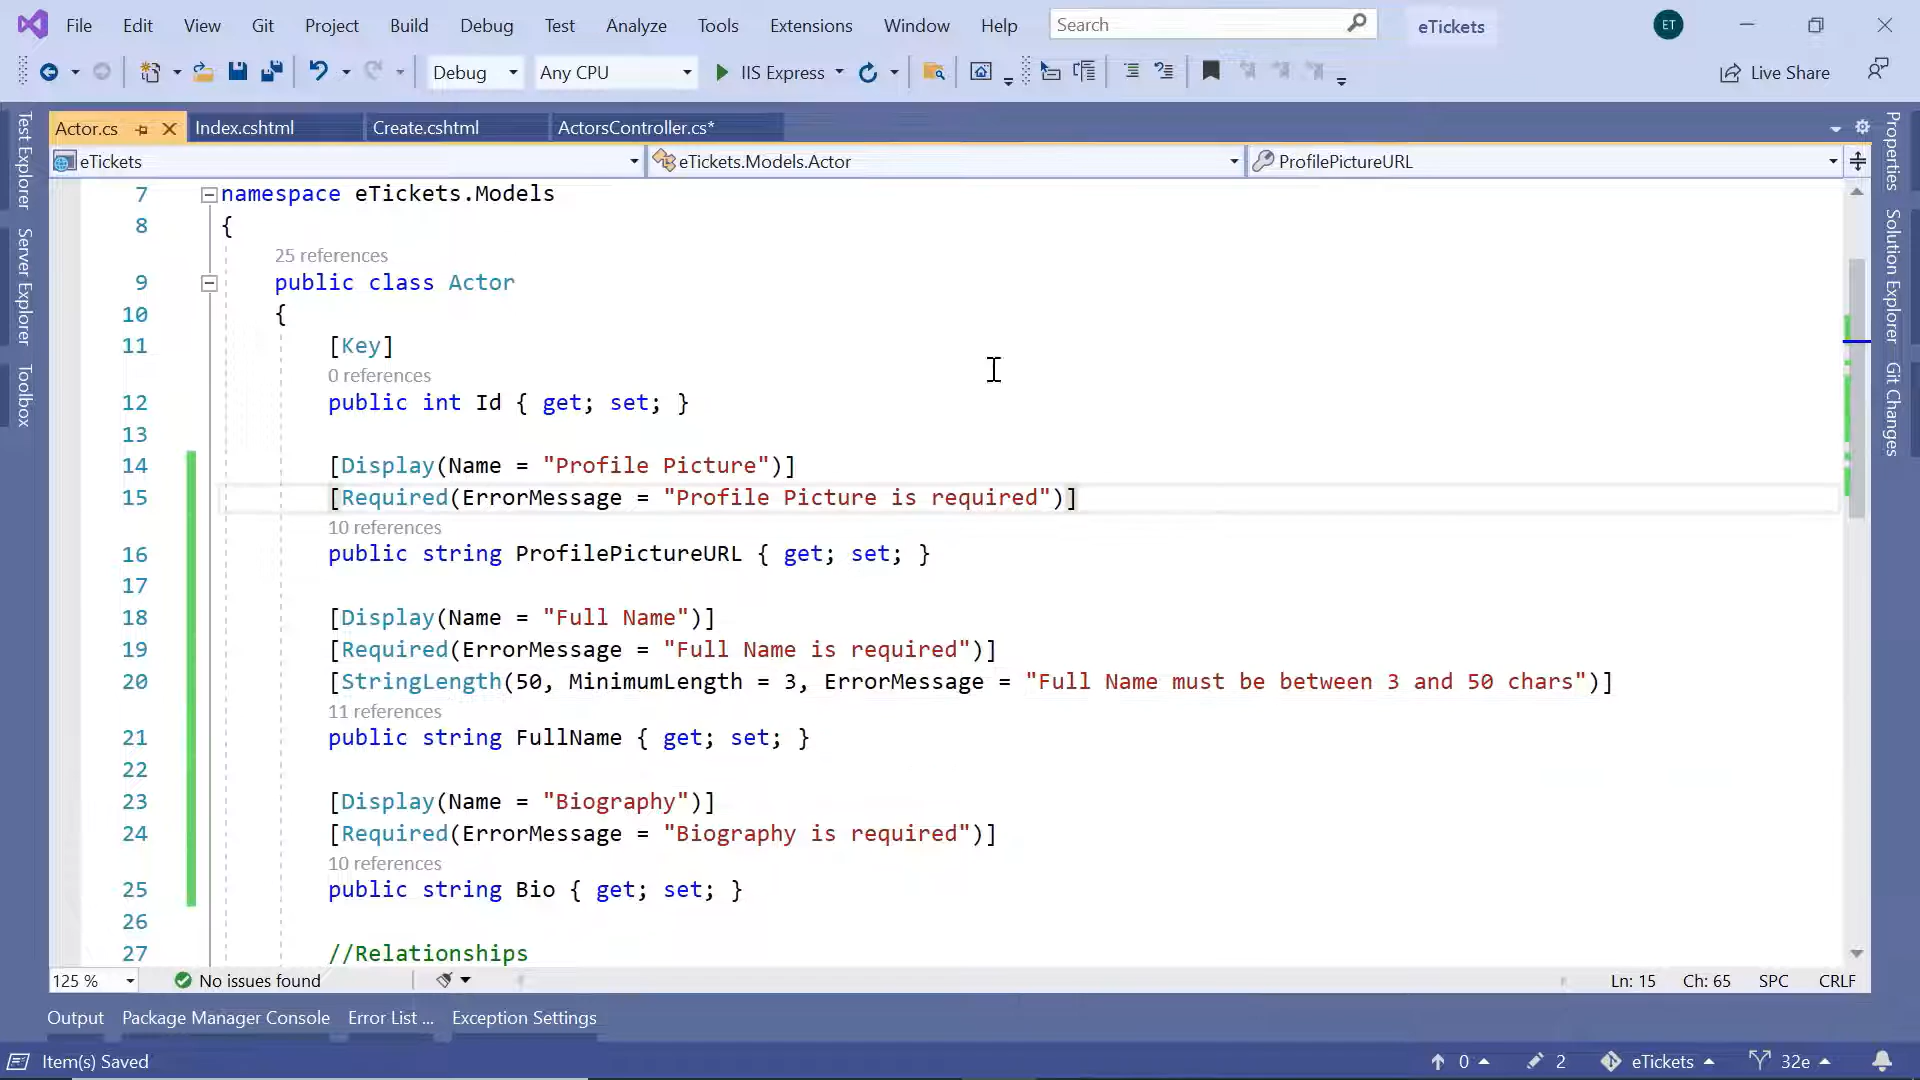 File Edit View Git Project Build Debug Test Analyze Tools Extensions Window Help Search eTickets ET
Debug Any CPU IIS Express Live Share
Actor.cs Index.cshtml Create.cshtml ActorsController.cs*
eTickets eTickets.Models.Actor ProfilePictureURL
Test Explorer
Server Explorer
Toolbox
7 namespace eTickets.Models
8 {
25 references
9 public class Actor
10 {
11 [Key]
0 references
12 public int Id { get; set; }
13
14 [Display(Name = "Profile Picture")]
15 [Required(ErrorMessage = "Profile Picture is required")]
10 references
16 public string ProfilePictureURL { get; set; }
17
18 [Display(Name = "Full Name")]
19 [Required(ErrorMessage = "Full Name is required")]
20 [StringLength(50, MinimumLength = 3, ErrorMessage = "Full Name must be between 3 and 50 chars")]
11 references
21 public string FullName { get; set; }
22
23 [Display(Name = "Biography")]
24 [Required(ErrorMessage = "Biography is required")]
10 references
25 public string Bio { get; set; }
26
27 //Relationships
Properties
Solution Explorer
Git Changes
125 % No issues found Ln: 15 Ch: 65 SPC CRLF
Output Package Manager Console Error List ... Exception Settings
Item(s) Saved 0 2 eTickets 32e